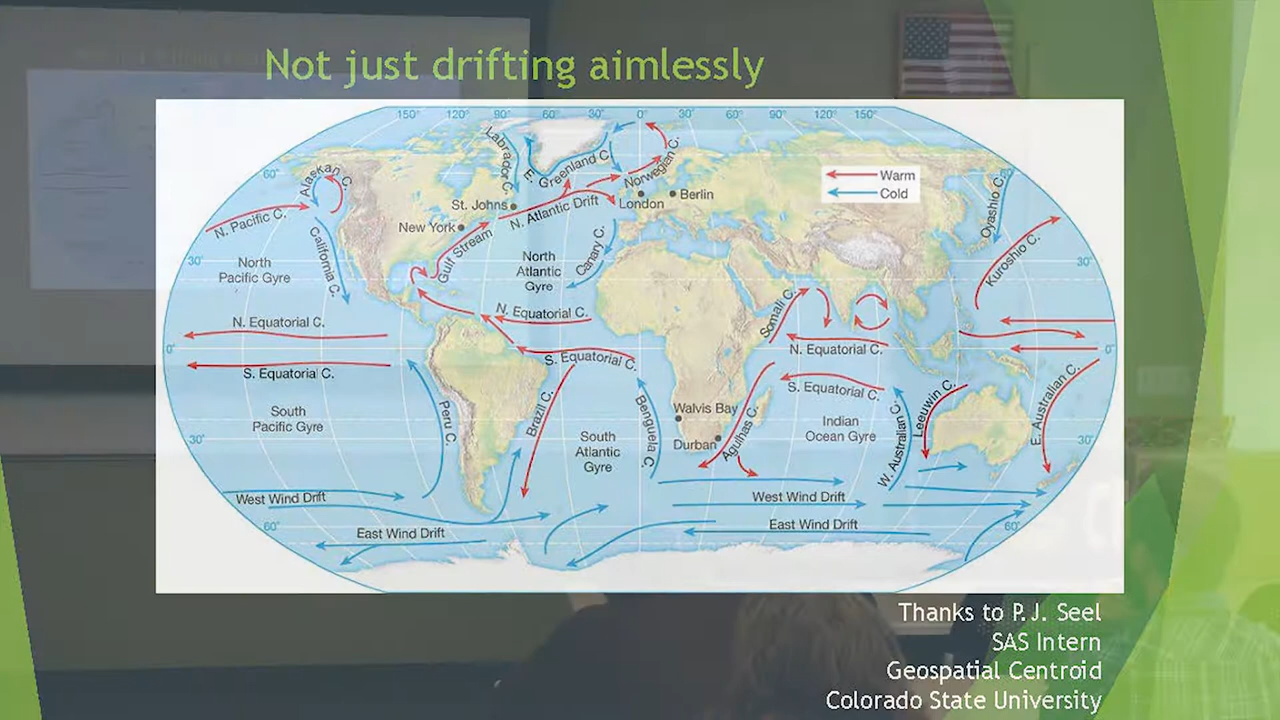 Not just drifting aimlessly
150°
120°
90°
60°
30°
0°
30°
60°
90°
120°
150°
60°
Alaskan C.
Labrador C.
E. Greenland C.
Norwegian C.
Warm
Cold
Oyashio C.
N. Pacific C.
St. Johns
N. Atlantic Drift
London
Berlin
New York
Gulf Stream
California C.
Canary C.
Kuroshio C.
30°
30°
North
Pacific Gyre
North
Atlantic
Gyre
N. Equatorial C.
N. Equatorial C.
Somali C.
N. Equatorial C.
0°
0°
S. Equatorial C.
S. Equatorial C.
S. Equatorial C.
South
Pacific Gyre
Peru C.
Brazil C.
South
Atlantic
Gyre
Benguela C.
Walvis Bay
Durban
Agulhas C.
Indian
Ocean Gyre
W. Australian C.
Leeuwin C.
E. Australian C.
30°
30°
West Wind Drift
West Wind Drift
60°
60°
East Wind Drift
East Wind Drift
Thanks to P.J. Seel
SAS Intern
Geospatial Centroid
Colorado State University